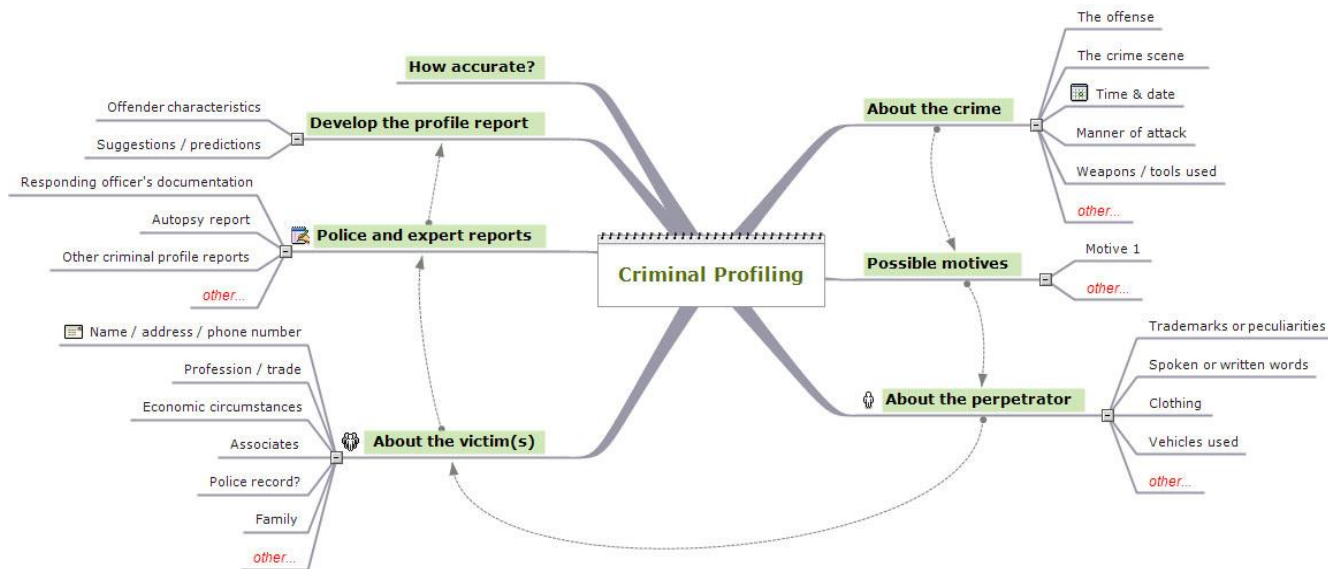 Criminal Profiling
About the crime
The offense
The crime scene
Time & date
Manner of attack
Weapons / tools used
other...
Possible motives
Motive 1
other...
About the perpetrator
Trademarks or peculiarities
Spoken or written words
Clothing
Vehicles used
other...
About the victim(s)
Name / address / phone number
Profession / trade
Economic circumstances
Associates
Police record?
Family
other...
Police and expert reports
Responding officer's documentation
Autopsy report
Other criminal profile reports
other...
Develop the profile report
Offender characteristics
Suggestions / predictions
How accurate?